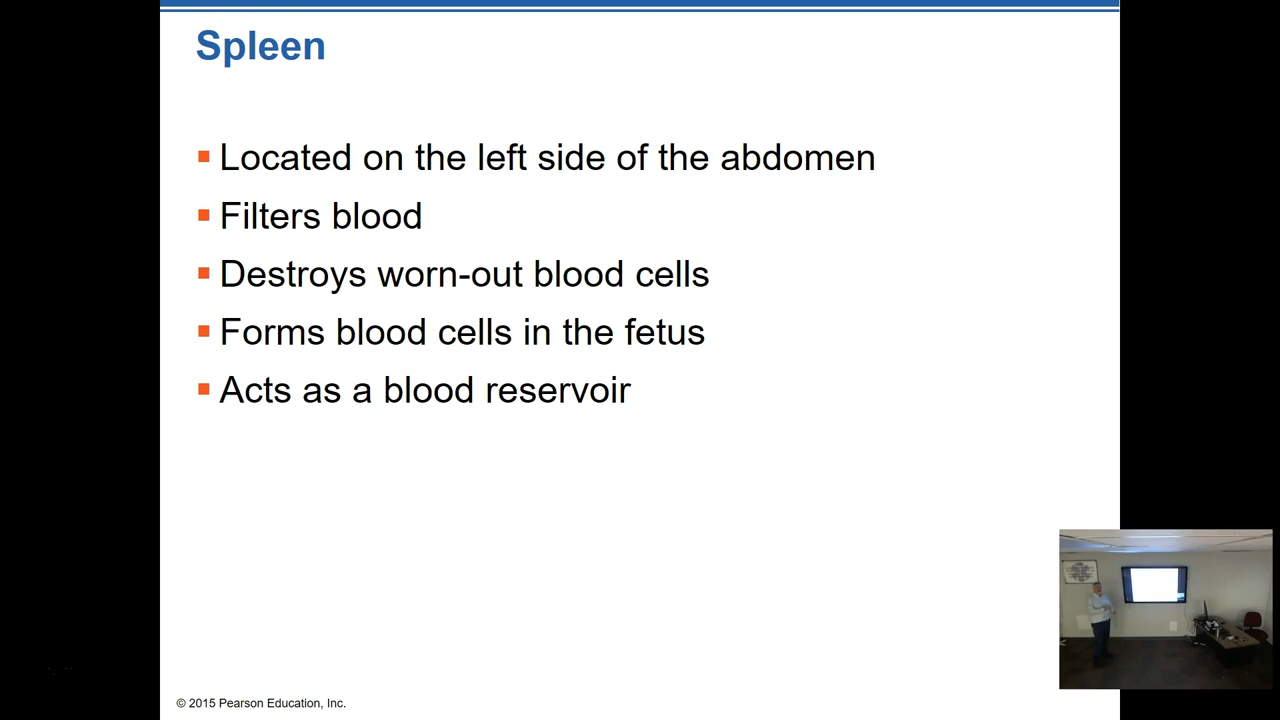 Spleen
Located on the left side of the abdomen
Filters blood
Destroys worn-out blood cells
Forms blood cells in the fetus
Acts as a blood reservoir
© 2015 Pearson Education, Inc.